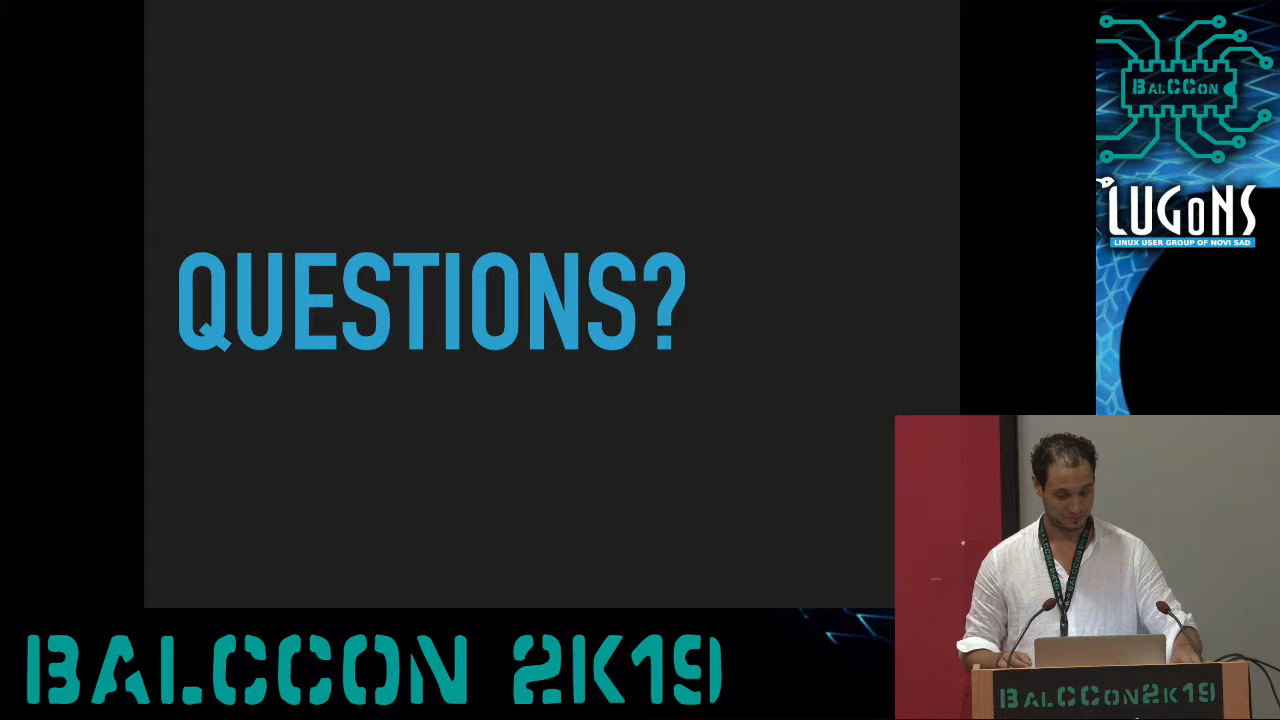 BALCCON
LUGONS
LINUX USER GROUP OF NOVI SAD
QUESTIONS?
BALCCON 2K19
BALCCON2K19